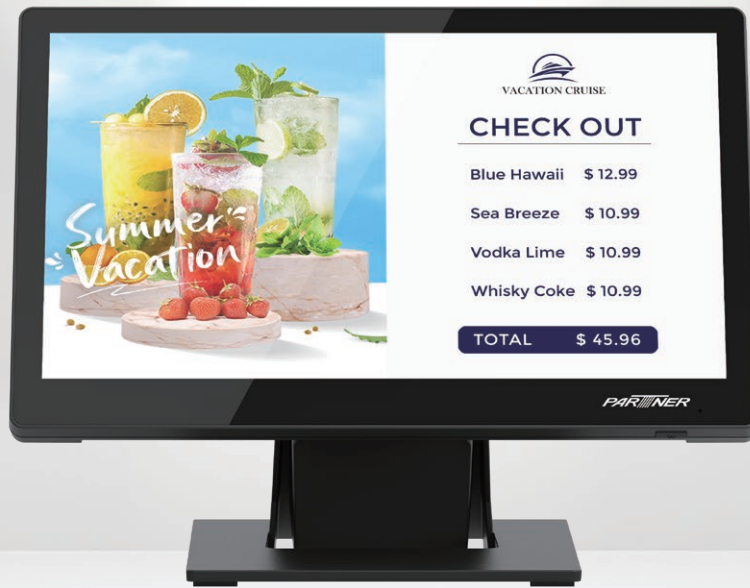 Summer
Vacation
VACATION CRUISE
CHECK OUT
Blue Hawaii $ 12.99
Sea Breeze $ 10.99
Vodka Lime $ 10.99
Whisky Coke $ 10.99
TOTAL $ 45.96
PARTNER